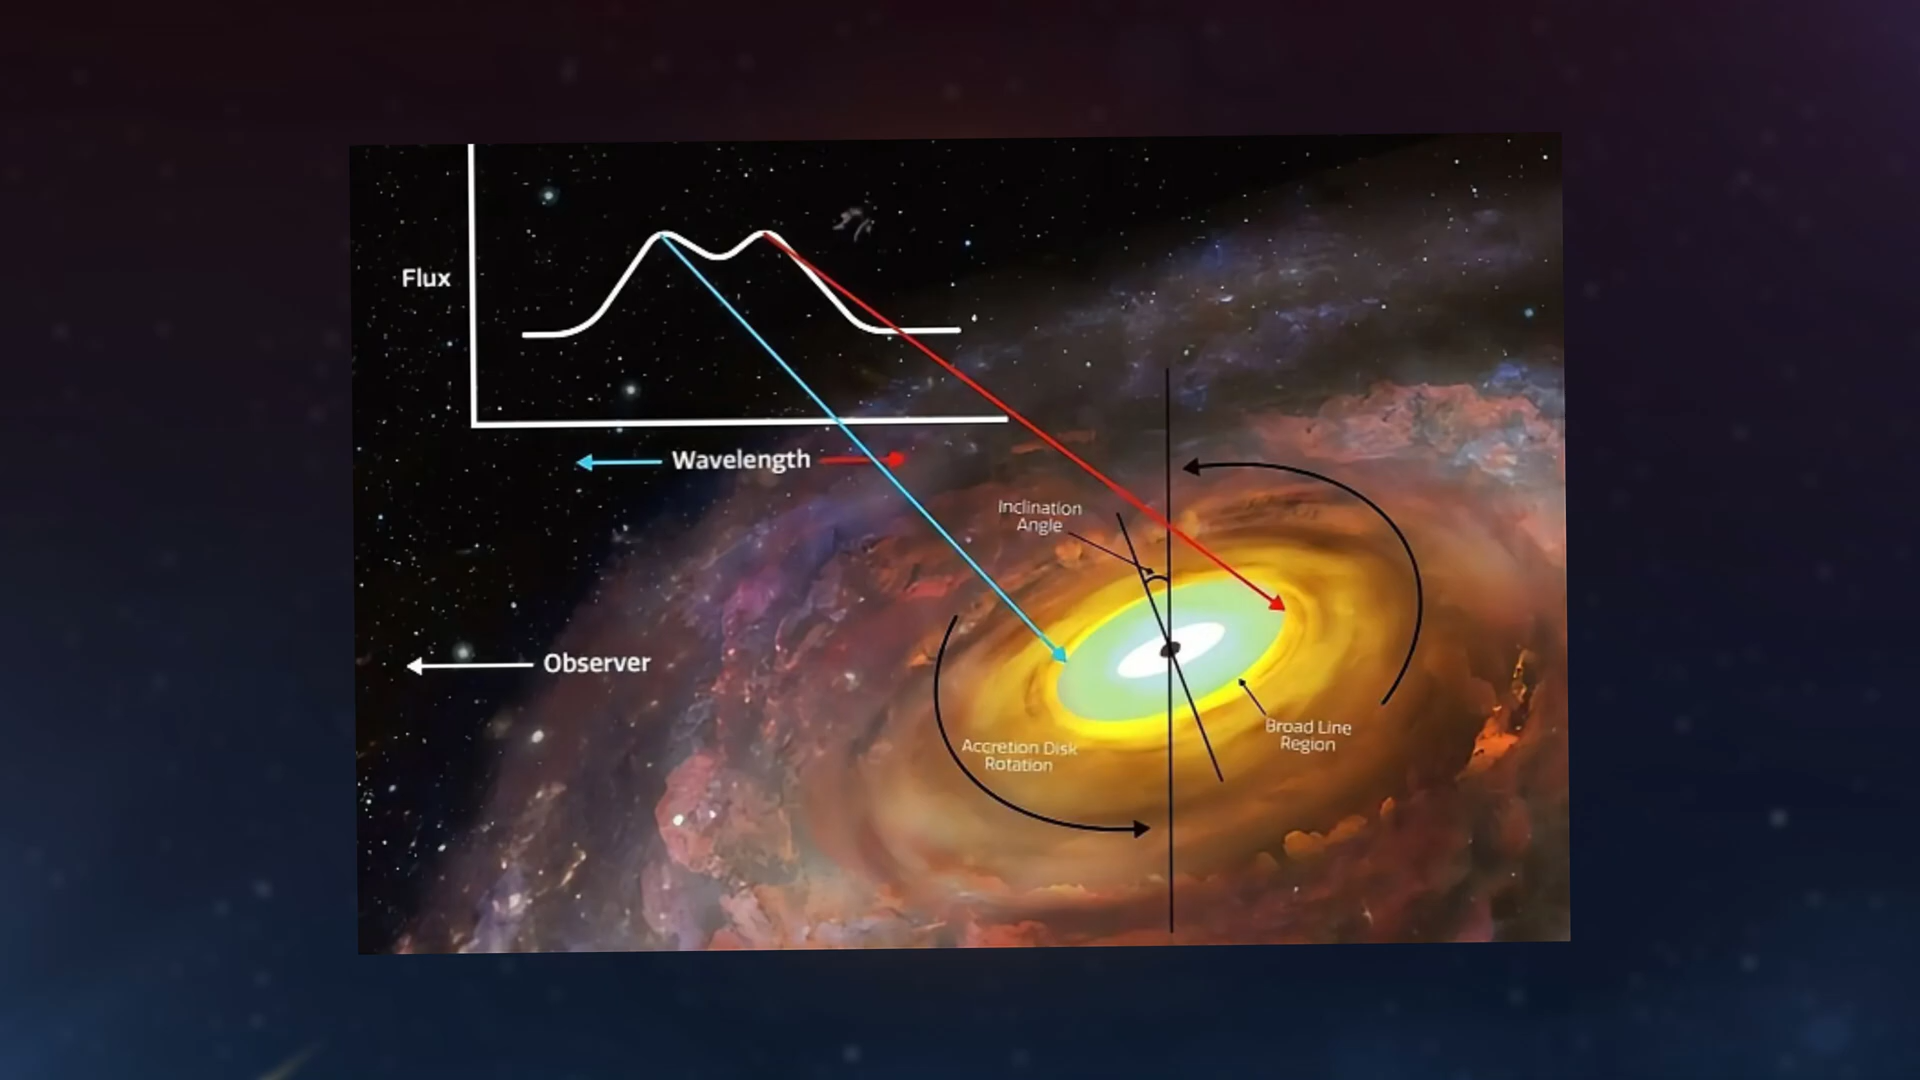 Flux
Wavelength
Inclination
Angle
Observer
Accretion Disk
Rotation
Broad Line
Region